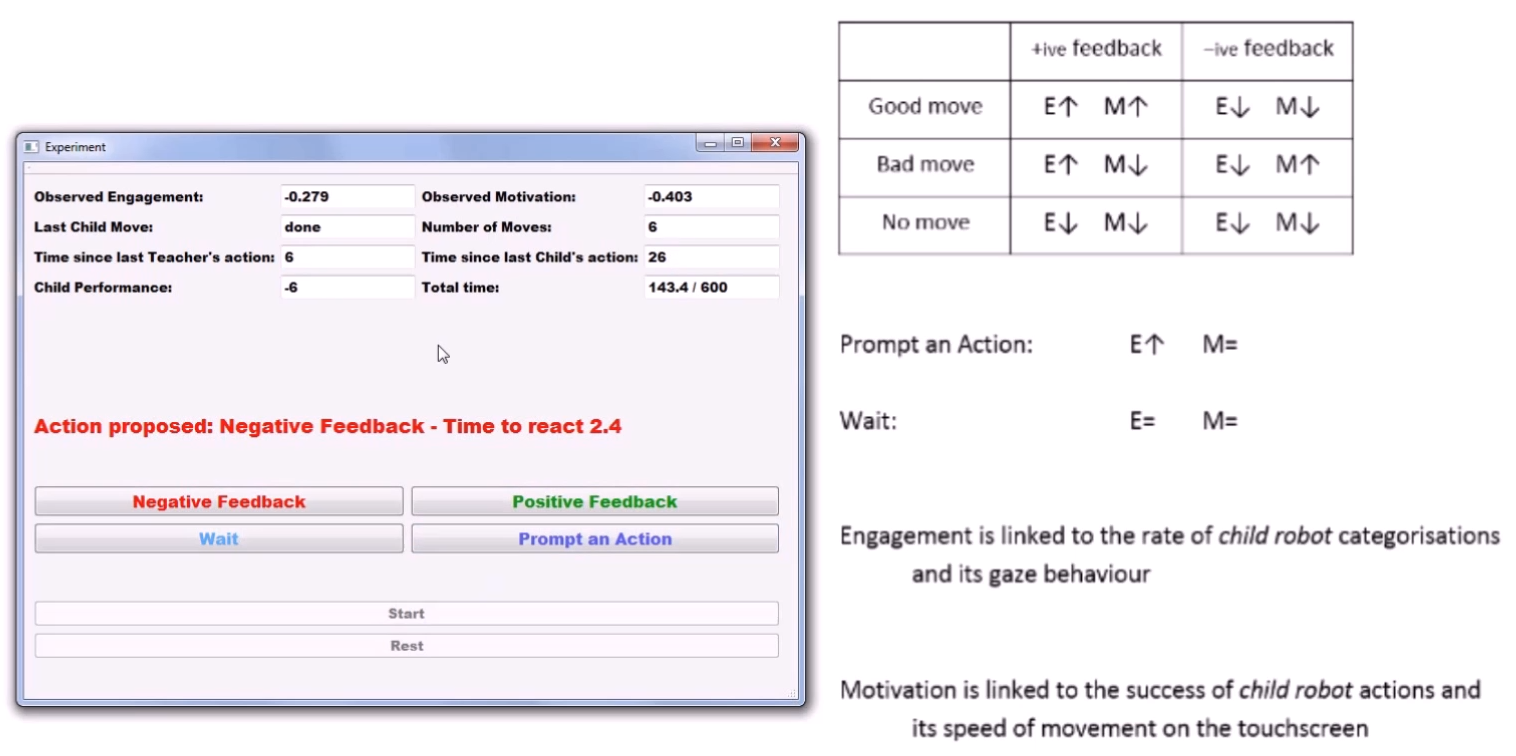 Experiment
Observed Engagement: -0.279 Observed Motivation: -0.403
Last Child Move: done Number of Moves: 6
Time since last Teacher's action: 6 Time since last Child's action: 26
Child Performance: -6 Total time: 143.4 / 600
Action proposed: Negative Feedback - Time to react 2.4
Negative Feedback Positive Feedback
Wait Prompt an Action
Start
Rest
+ive feedback –ive feedback
Good move E↑ M↑ E↓ M↓
Bad move E↑ M↓ E↓ M↑
No move E↓ M↓ E↓ M↓
Prompt an Action: E↑ M=
Wait: E= M=
Engagement is linked to the rate of child robot categorisations
and its gaze behaviour
Motivation is linked to the success of child robot actions and
its speed of movement on the touchscreen